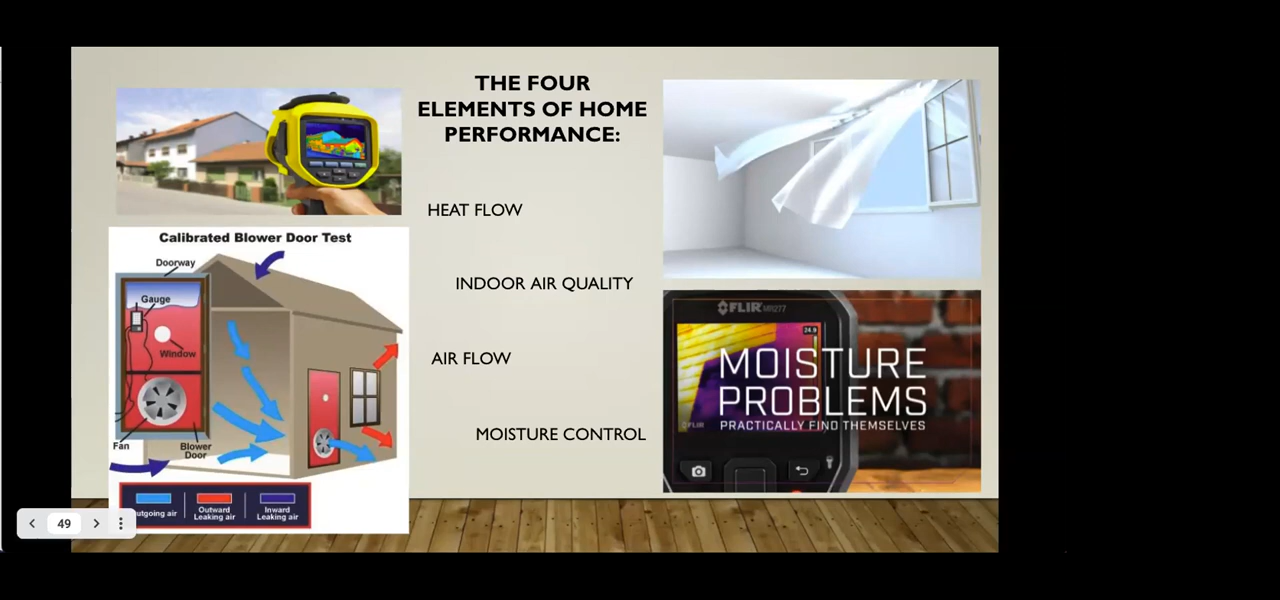 THE FOUR
ELEMENTS OF HOME
PERFORMANCE:
HEAT FLOW
INDOOR AIR QUALITY
AIR FLOW
MOISTURE CONTROL
Calibrated Blower Door Test
Doorway
Gauge
Window
Fan
Blower
Door
utgoing air
Outward
Leaking air
Inward
Leaking air
FLIR MR277
24.9
MOISTURE
PROBLEMS
PRACTICALLY FIND THEMSELVES
FLIR
49